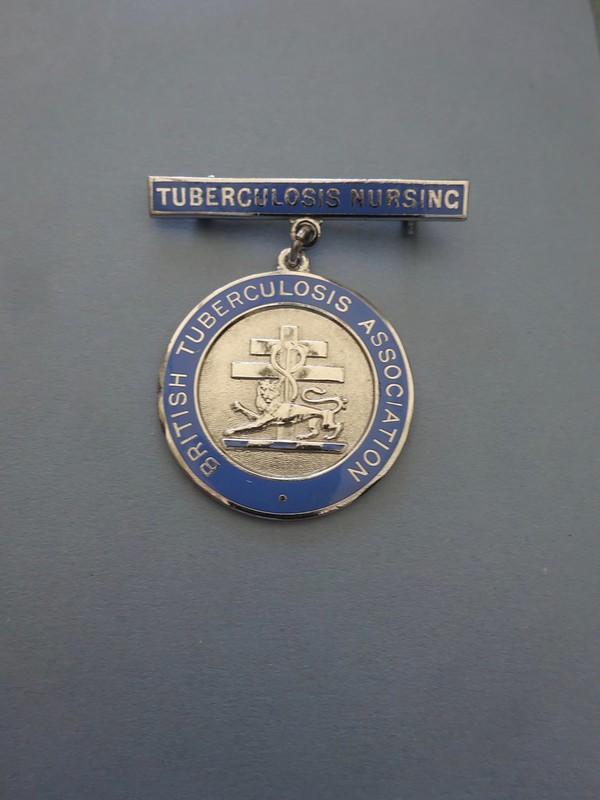 TUBERCULOSIS NURSING
BRITISH TUBERCULOSIS ASSOCIATION